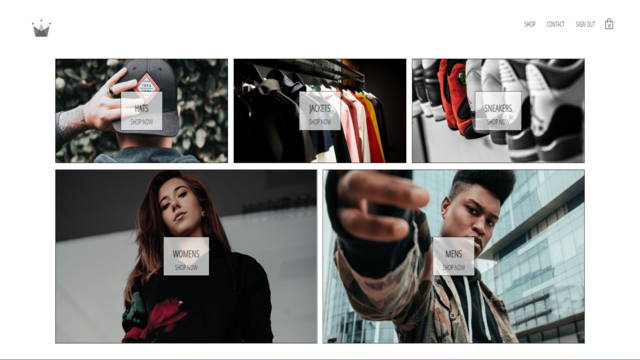 SHOP CONTACT SIGN OUT
HATS
SHOP NOW
JACKETS
SHOP NOW
SNEAKERS
SHOP NOW
WOMENS
SHOP NOW
MENS
SHOP NOW